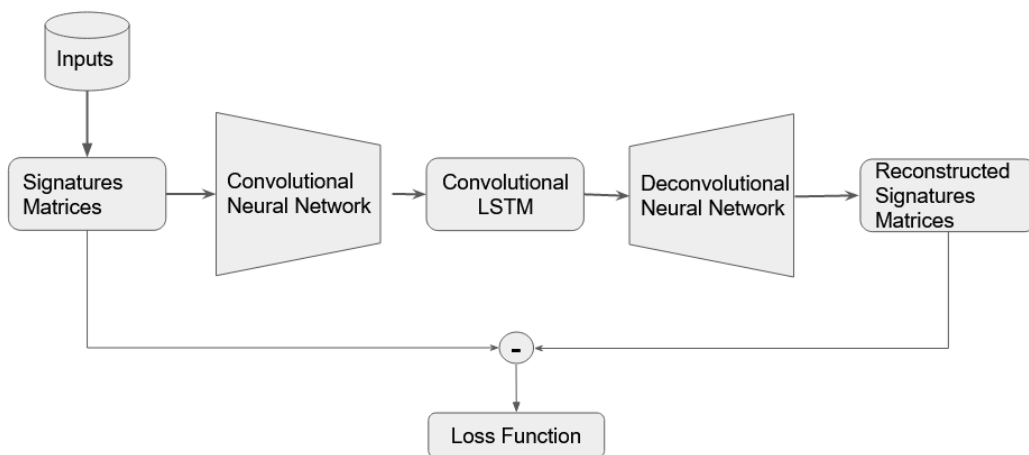 Inputs
Signatures
Matrices
Convolutional
Neural Network
Convolutional
LSTM
Deconvolutional
Neural Network
Reconstructed
Signatures
Matrices
-
Loss Function